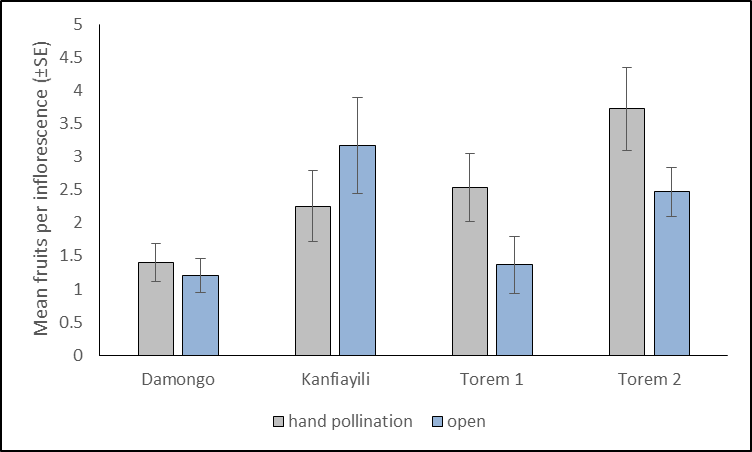 Mean fruits per inflorescence (±SE)
5
4.5
4
3.5
3
2.5
2
1.5
1
0.5
0
Damongo
Kanfiayili
Torem 1
Torem 2
hand pollination
open